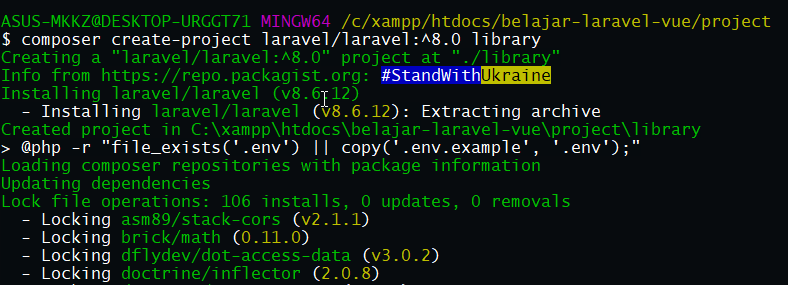 ASUS-MKKZ@DESKTOP-URGGT71 MINGW64 /c/xampp/htdocs/belajar-laravel-vue/project
$ composer create-project laravel/laravel:^8.0 library
Creating a "laravel/laravel:^8.0" project at "./library"
Info from https://repo.packagist.org: #StandWithUkraine
Installing laravel/laravel (v8.6.12)
  - Installing laravel/laravel (v8.6.12): Extracting archive
Created project in C:\xampp\htdocs\belajar-laravel-vue\project\library
> @php -r "file_exists('.env') || copy('.env.example', '.env');"
Loading composer repositories with package information
Updating dependencies
Lock file operations: 106 installs, 0 updates, 0 removals
  - Locking asm89/stack-cors (v2.1.1)
  - Locking brick/math (0.11.0)
  - Locking dflydev/dot-access-data (v3.0.2)
  - Locking doctrine/inflector (2.0.8)